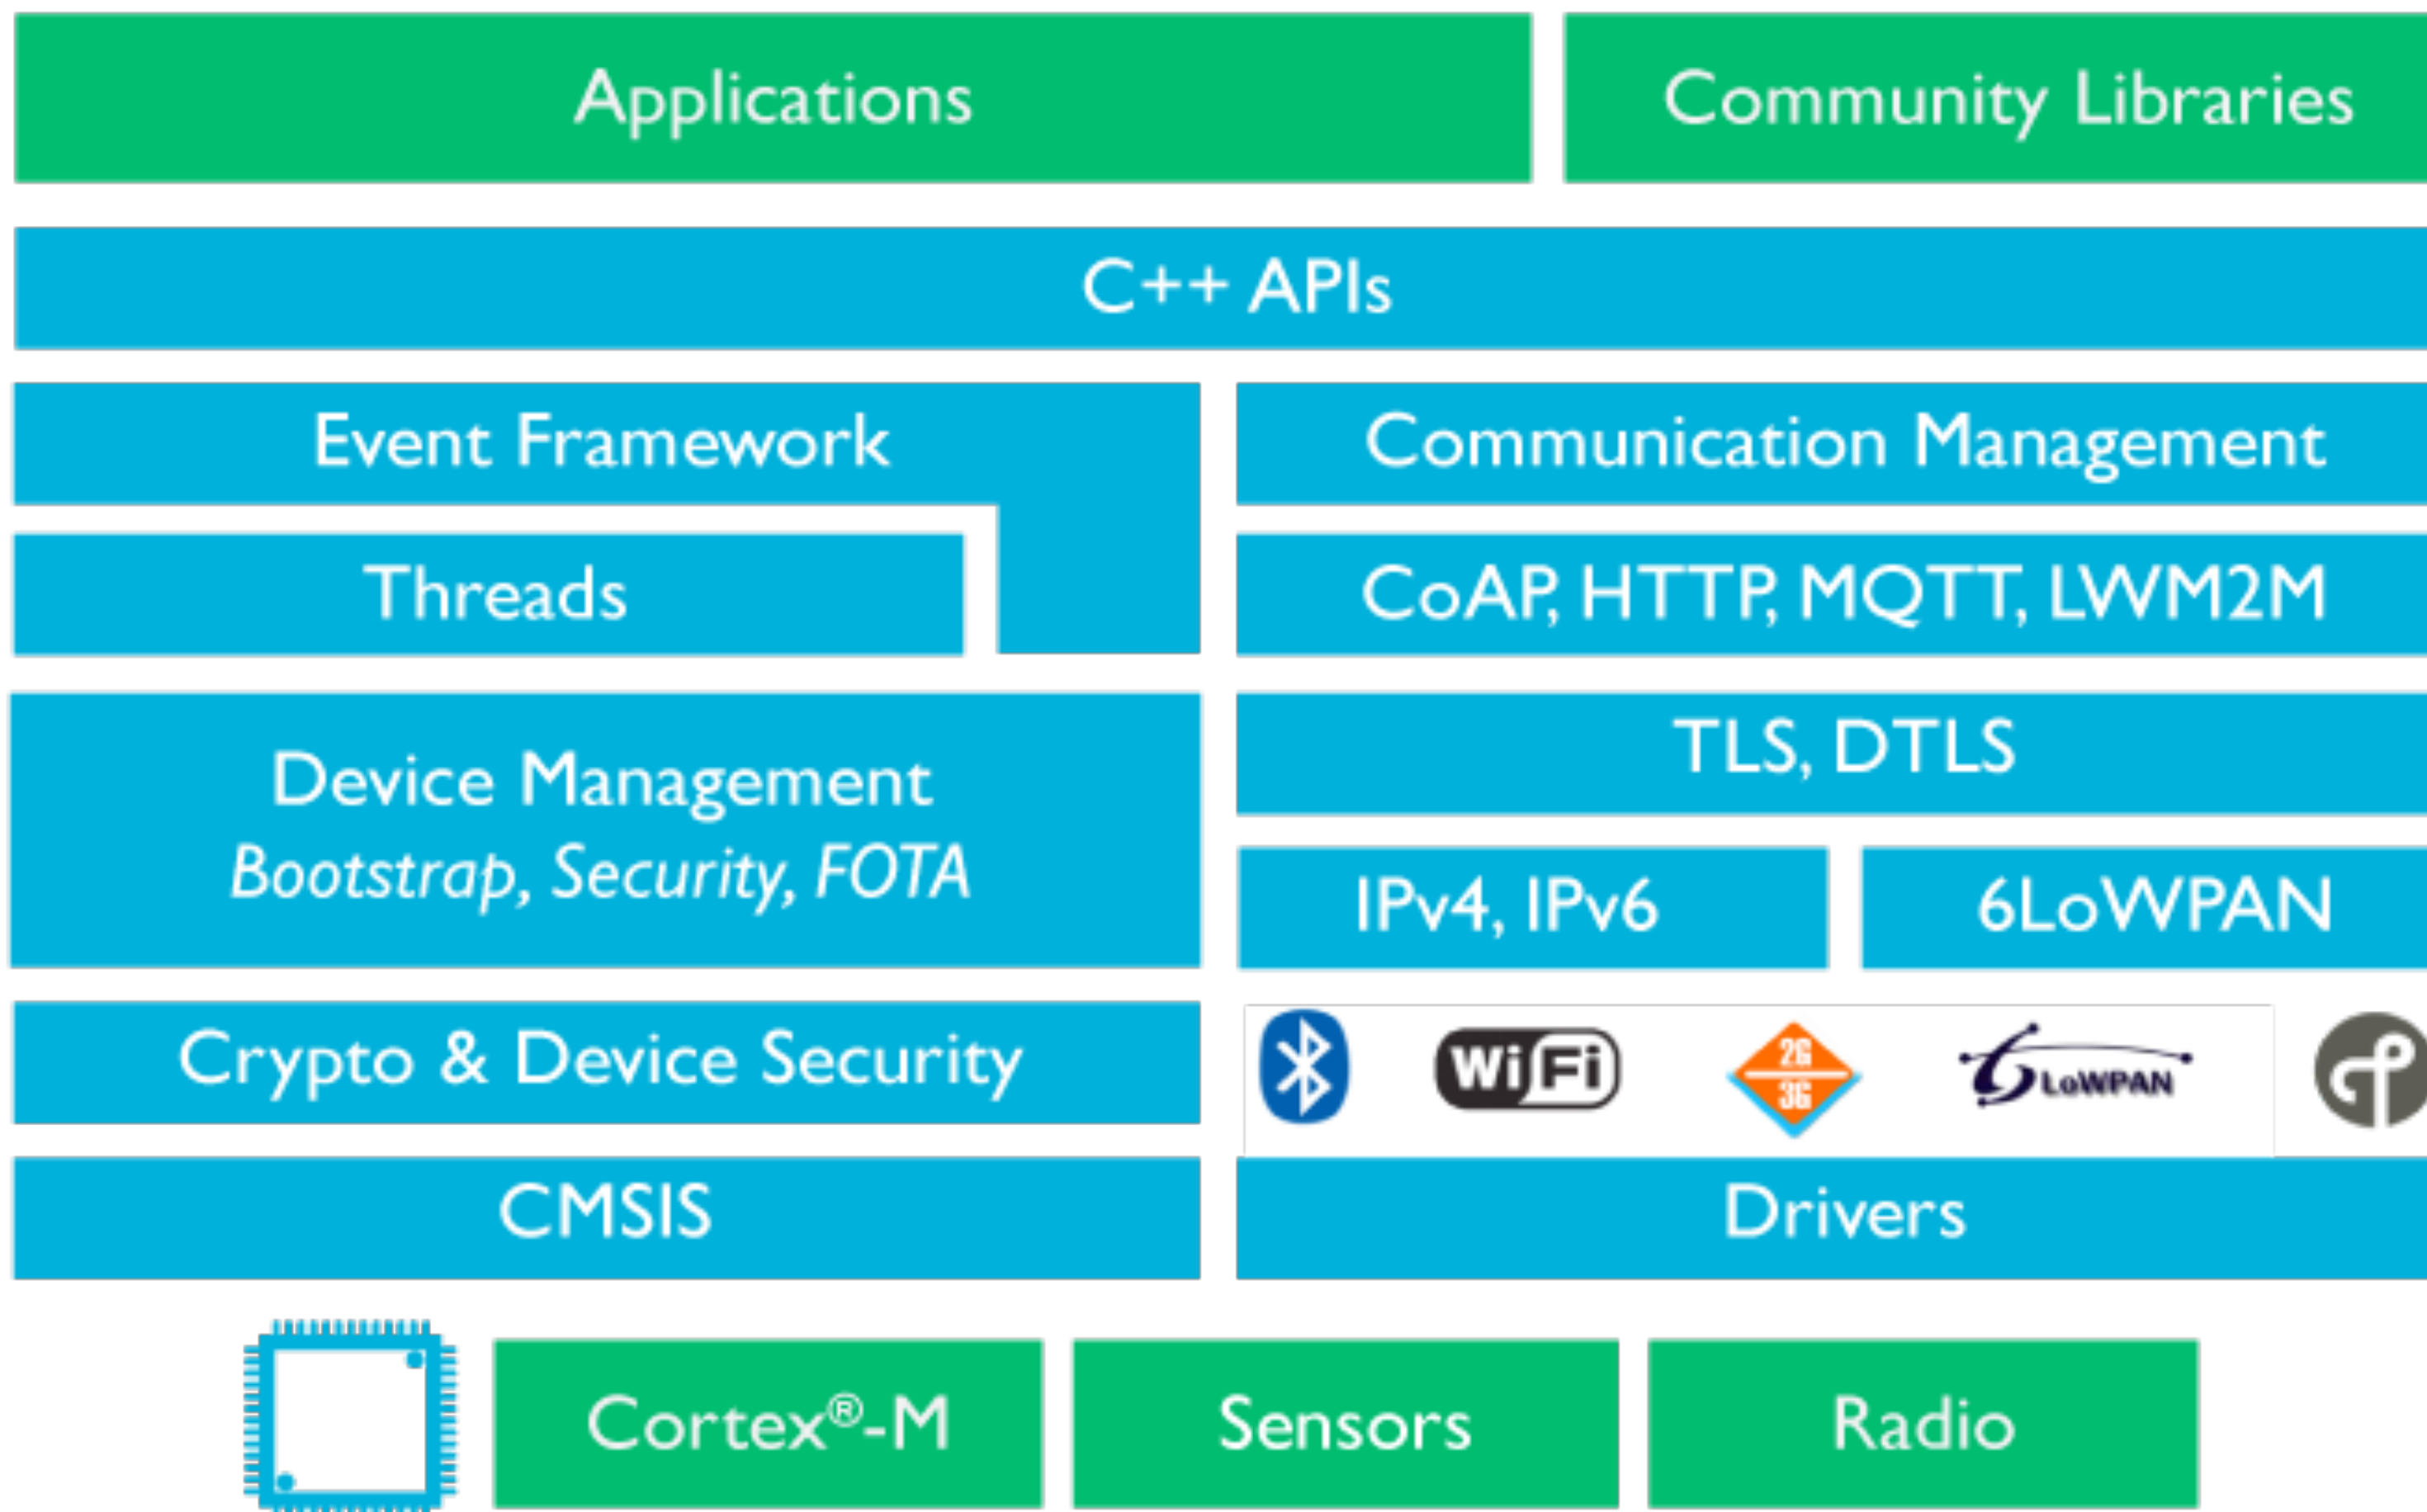 Applications
Community Libraries
C++ APIs
Event Framework
Communication Management
Threads
CoAP, HTTP, MQTT, LWM2M
Device Management
Bootstrap, Security, FOTA
TLS, DTLS
IPv4, IPv6
6LoWPAN
Crypto & Device Security
WiFi
2G
3G
6LoWPAN
CMSIS
Drivers
Cortex®-M
Sensors
Radio